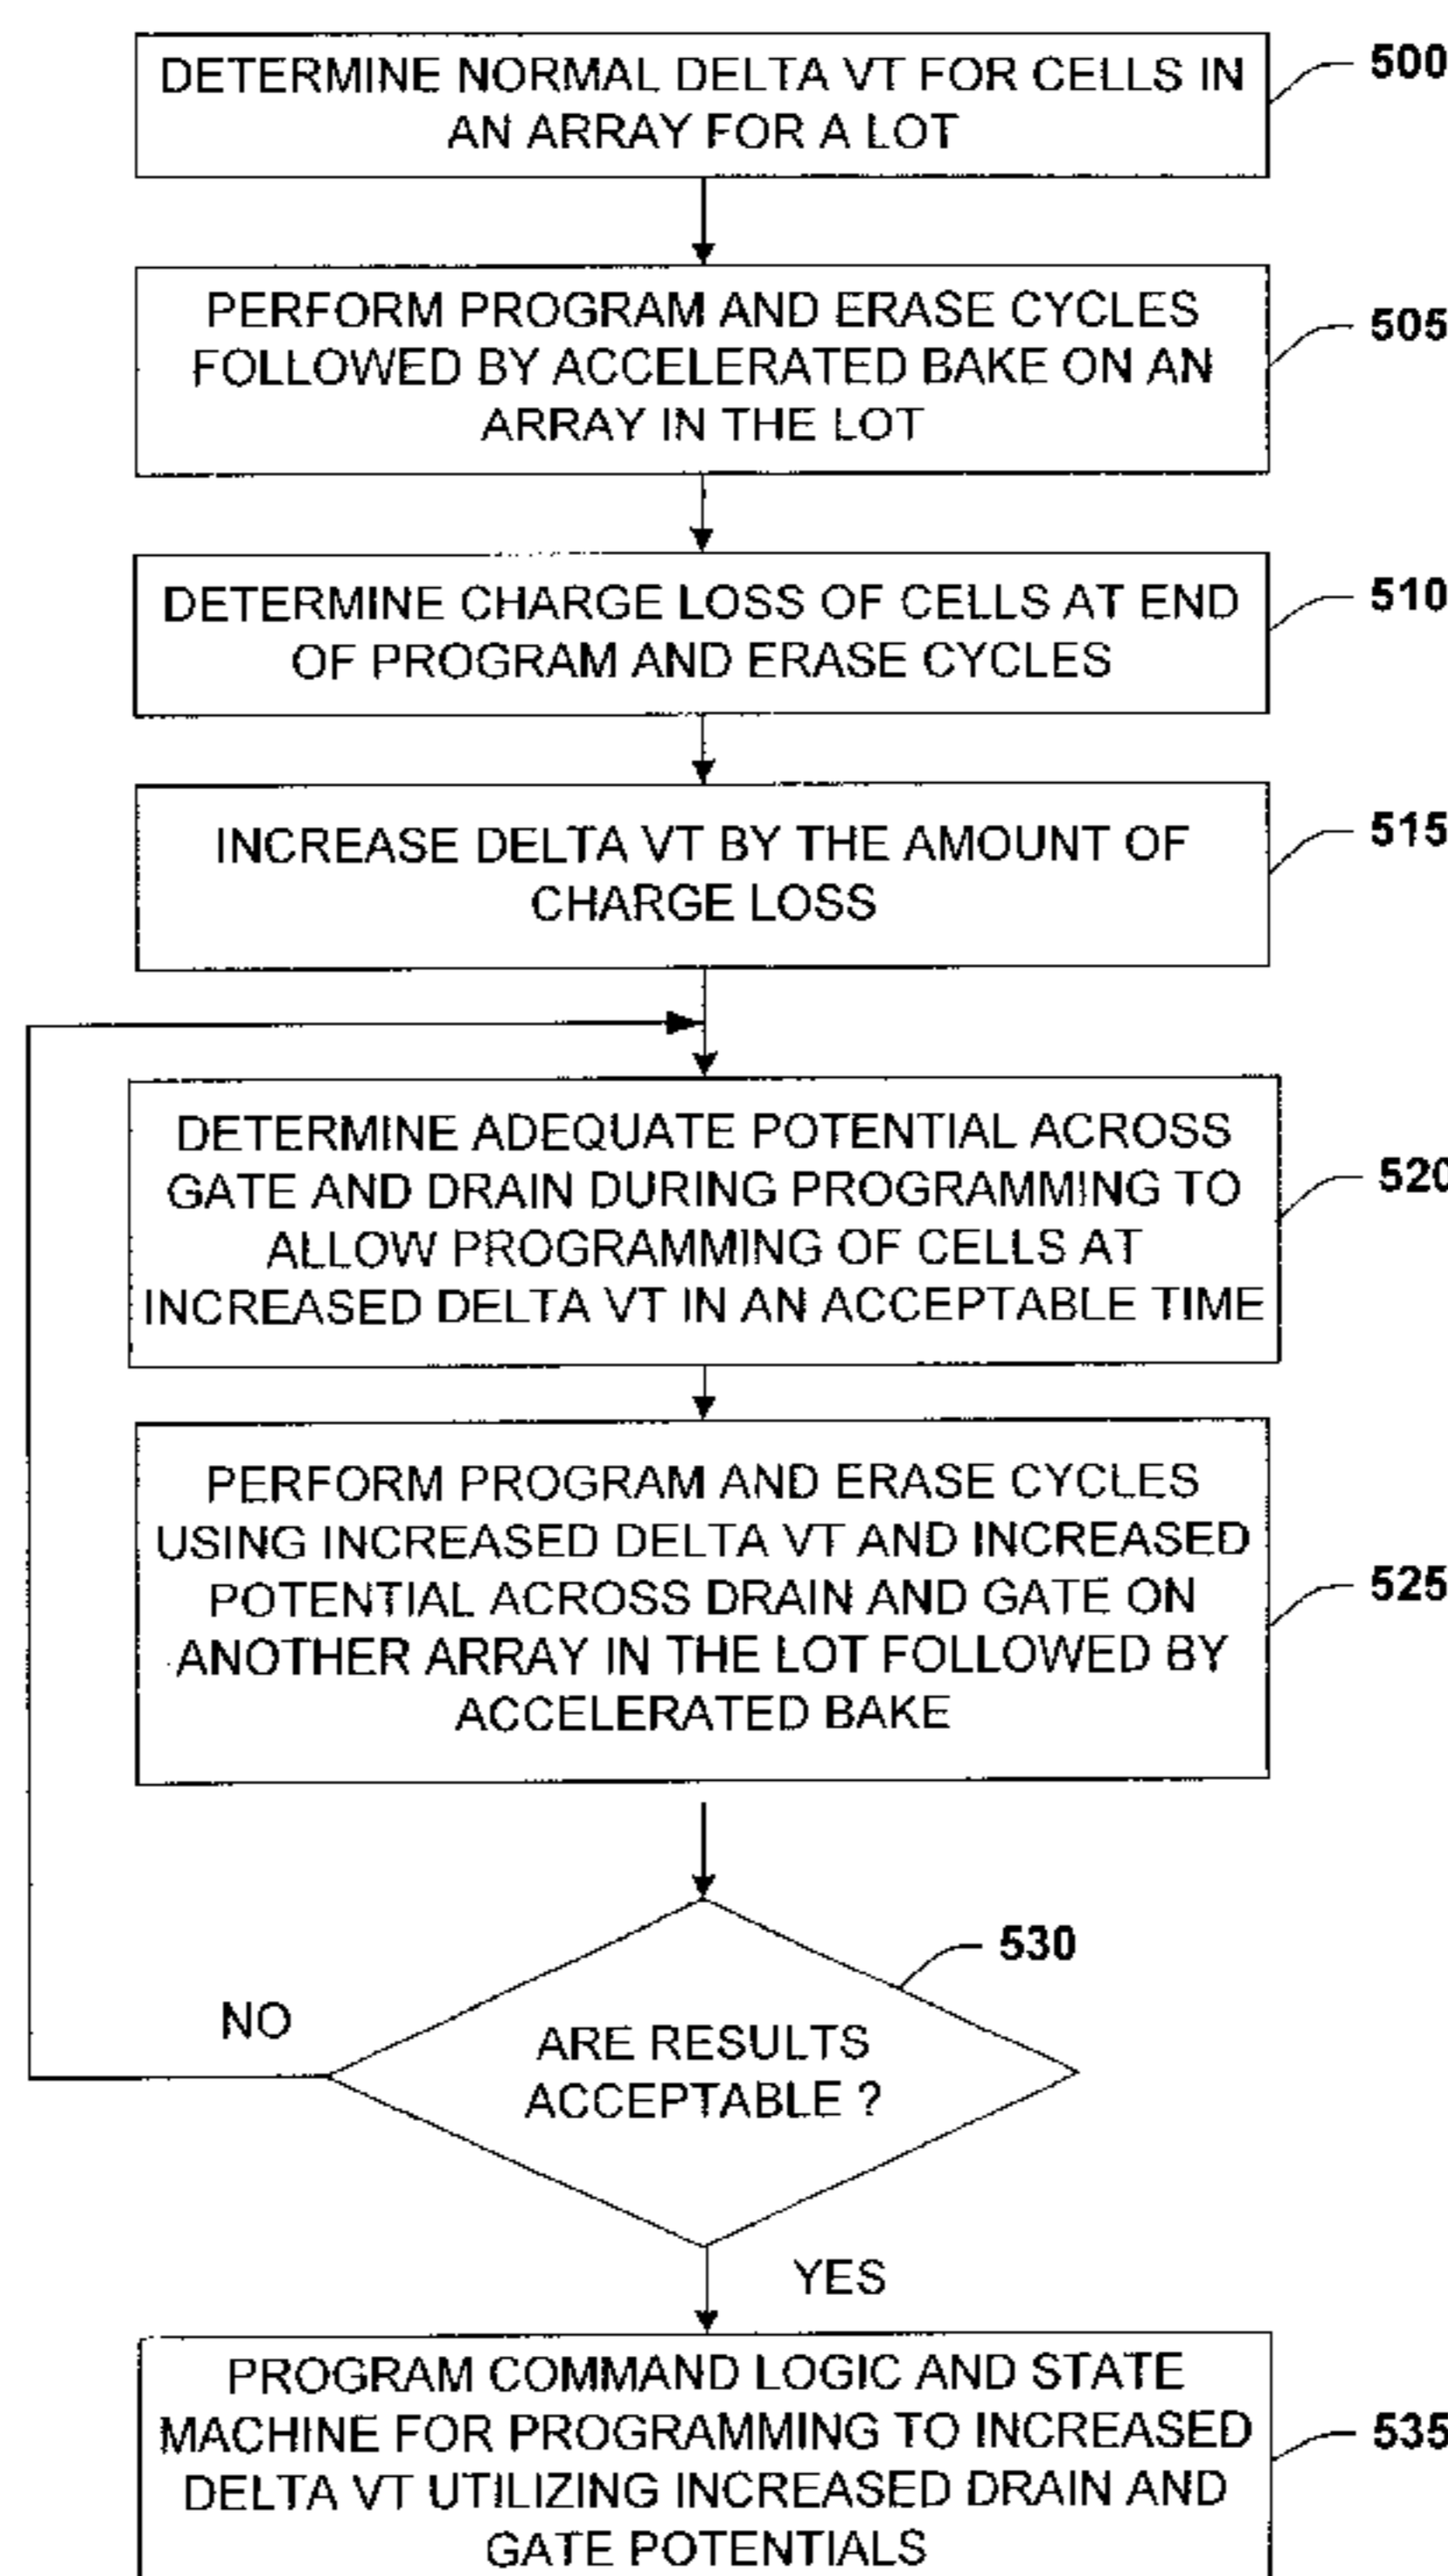 DETERMINE NORMAL DELTA VT FOR CELLS IN
AN ARRAY FOR A LOT
500
PERFORM PROGRAM AND ERASE CYCLES
FOLLOWED BY ACCELERATED BAKE ON AN
ARRAY IN THE LOT
505
DETERMINE CHARGE LOSS OF CELLS AT END
OF PROGRAM AND ERASE CYCLES
510
INCREASE DELTA VT BY THE AMOUNT OF
CHARGE LOSS
515
DETERMINE ADEQUATE POTENTIAL ACROSS
GATE AND DRAIN DURING PROGRAMMING TO
ALLOW PROGRAMMING OF CELLS AT
INCREASED DELTA VT IN AN ACCEPTABLE TIME
520
PERFORM PROGRAM AND ERASE CYCLES
USING INCREASED DELTA VT AND INCREASED
POTENTIAL ACROSS DRAIN AND GATE ON
ANOTHER ARRAY IN THE LOT FOLLOWED BY
ACCELERATED BAKE
525
530
NO
ARE RESULTS
ACCEPTABLE ?
YES
PROGRAM COMMAND LOGIC AND STATE
MACHINE FOR PROGRAMMING TO INCREASED
DELTA VT UTILIZING INCREASED DRAIN AND
GATE POTENTIALS
535